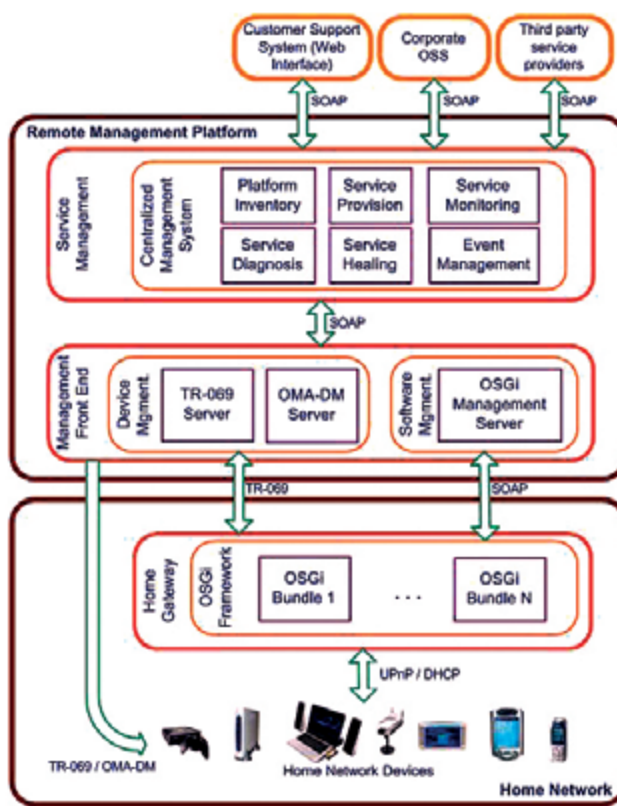 Customer Support
System (Web
Interface)
Corporate
OSS
Third party
service
providers
SOAP
SOAP
SOAP
Remote Management Platform
Service
Management
Centralized
Management
System
Platform
Inventory
Service
Provision
Service
Monitoring
Service
Diagnosis
Service
Healing
Event
Management
SOAP
Management
Front End
Device
Mgmment.
TR-069
Server
OMA-DM
Server
Software
Mgmment.
OSGi
Management
Server
TR-069
SOAP
Home
Gateway
OSGi
Framework
OSGi
Bundle 1
. . .
OSGi
Bundle N
UPnP / DHCP
TR-069 / OMA-DM
Home Network Devices
Home Network